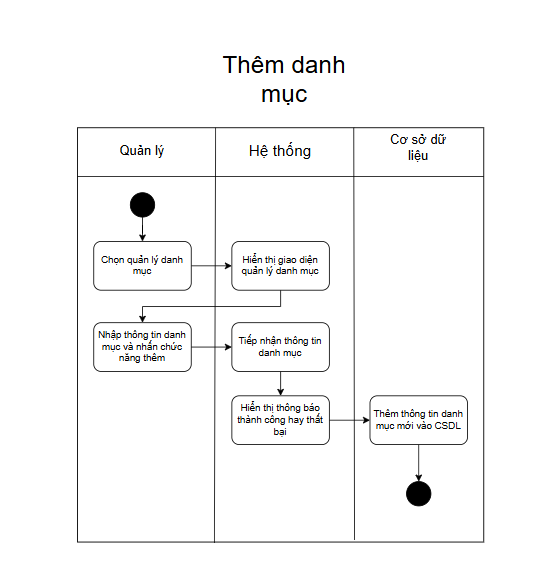 Thêm danh
mục
Quản lý
Hệ thống
Cơ sở dữ
liệu
Chọn quản lý danh
mục
Hiển thị giao diện
quản lý danh mục
Nhập thông tin danh
mục và nhấn chức
năng thêm
Tiếp nhận thông tin
danh mục
Hiển thị thông báo
thành công hay thất
bại
Thêm thông tin danh
mục mới vào CSDL